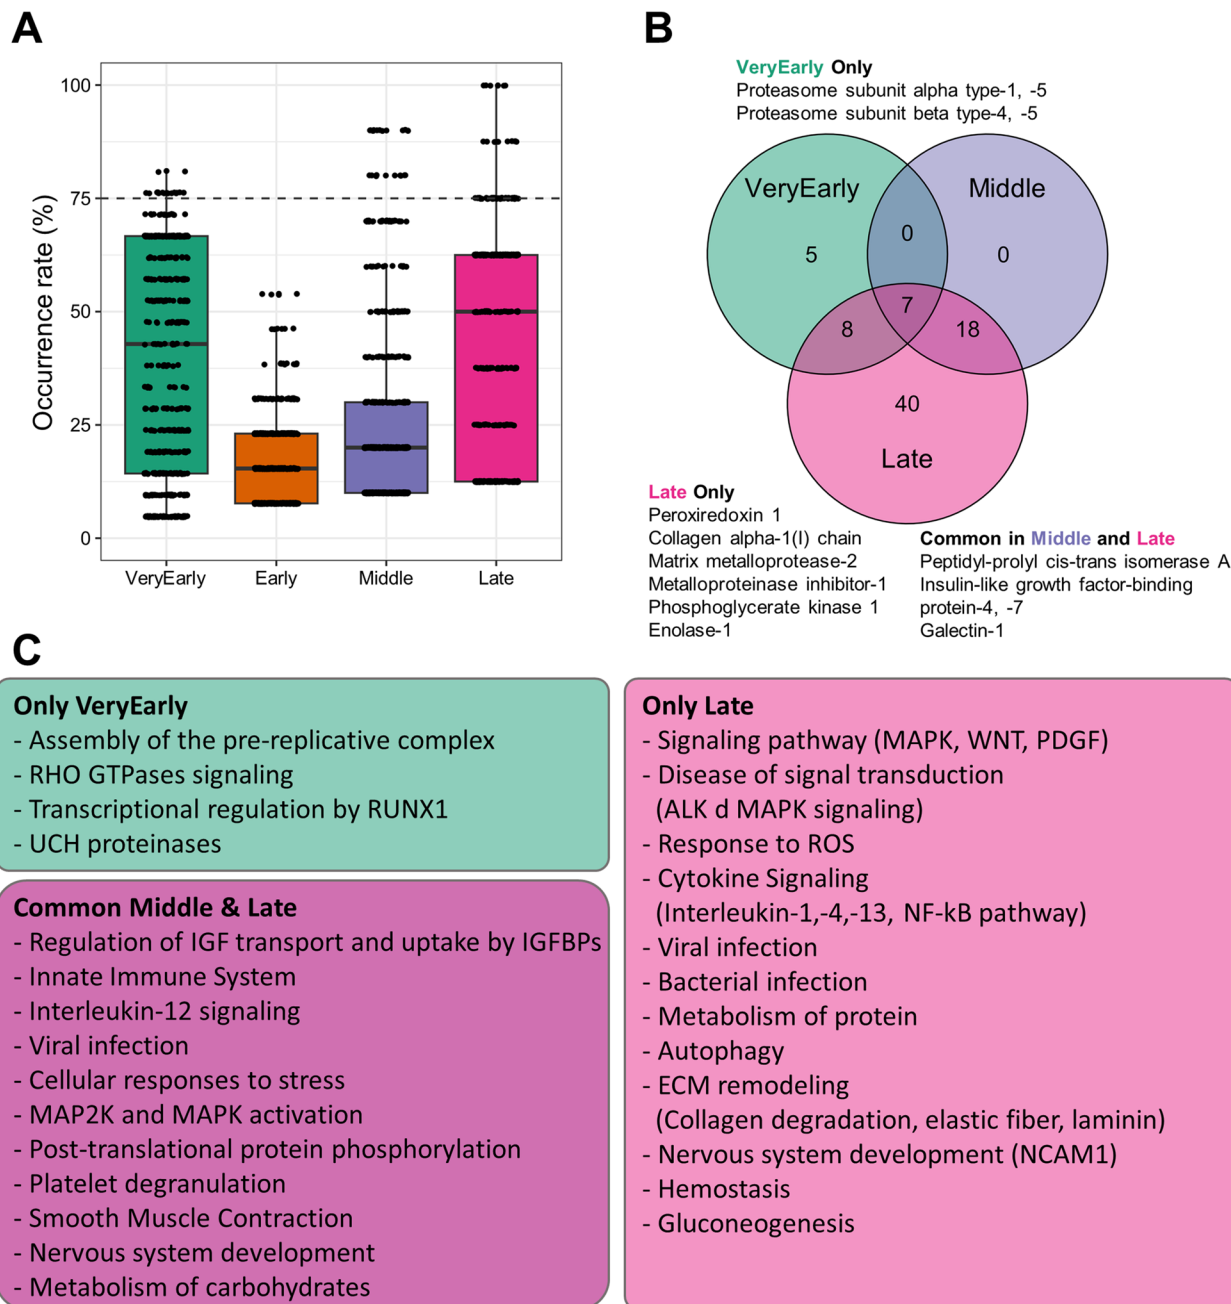 A
Occurrence rate (%)
100
75
50
25
0
VeryEarly
Early
Middle
Late
B
VeryEarly Only
Proteasome subunit alpha type-1, -5
Proteasome subunit beta type-4, -5
VeryEarly
Middle
0
5
0
7
8
18
40
Late
Late Only
Peroxiredoxin 1
Collagen alpha-1(I) chain
Matrix metalloprotease-2
Metalloproteinase inhibitor-1
Phosphoglycerate kinase 1
Enolase-1
Common in Middle and Late
Peptidyl-prolyl cis-trans isomerase A
Insulin-like growth factor-binding
protein-4, -7
Galectin-1
C
Only VeryEarly
- Assembly of the pre-replicative complex
- RHO GTPases signaling
- Transcriptional regulation by RUNX1
- UCH proteinases
Common Middle & Late
- Regulation of IGF transport and uptake by IGFBPs
- Innate Immune System
- Interleukin-12 signaling
- Viral infection
- Cellular responses to stress
- MAP2K and MAPK activation
- Post-translational protein phosphorylation
- Platelet degranulation
- Smooth Muscle Contraction
- Nervous system development
- Metabolism of carbohydrates
Only Late
- Signaling pathway (MAPK, WNT, PDGF)
- Disease of signal transduction
(ALK d MAPK signaling)
- Response to ROS
- Cytokine Signaling
(Interleukin-1,-4,-13, NF-kB pathway)
- Viral infection
- Bacterial infection
- Metabolism of protein
- Autophagy
- ECM remodeling
(Collagen degradation, elastic fiber, laminin)
- Nervous system development (NCAM1)
- Hemostasis
- Gluconeogenesis